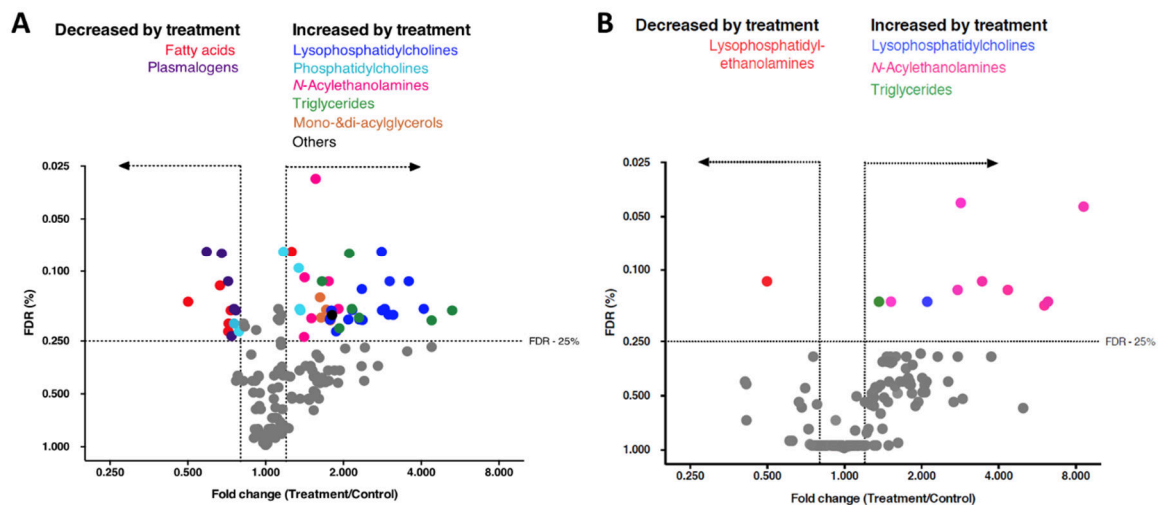 A
Decreased by treatment
Fatty acids
Plasmalogens
Increased by treatment
Lysophosphatidylcholines
Phosphatidylcholines
N-Acylethanolamines
Triglycerides
Mono-&di-acylglycerols
Others
0.025
0.050
0.100
0.250
0.500
1.000
FDR (%)
FDR - 25%
0.250
0.500
1.000
2.000
4.000
8.000
Fold change (Treatment/Control)
B
Decreased by treatment
Lysophosphatidyl-
ethanolamines
Increased by treatment
Lysophosphatidylcholines
N-Acylethanolamines
Triglycerides
0.025
0.050
0.100
0.250
0.500
1.000
FDR (%)
FDR - 25%
0.250
0.500
1.000
2.000
4.000
8.000
Fold change (Treatment/Control)